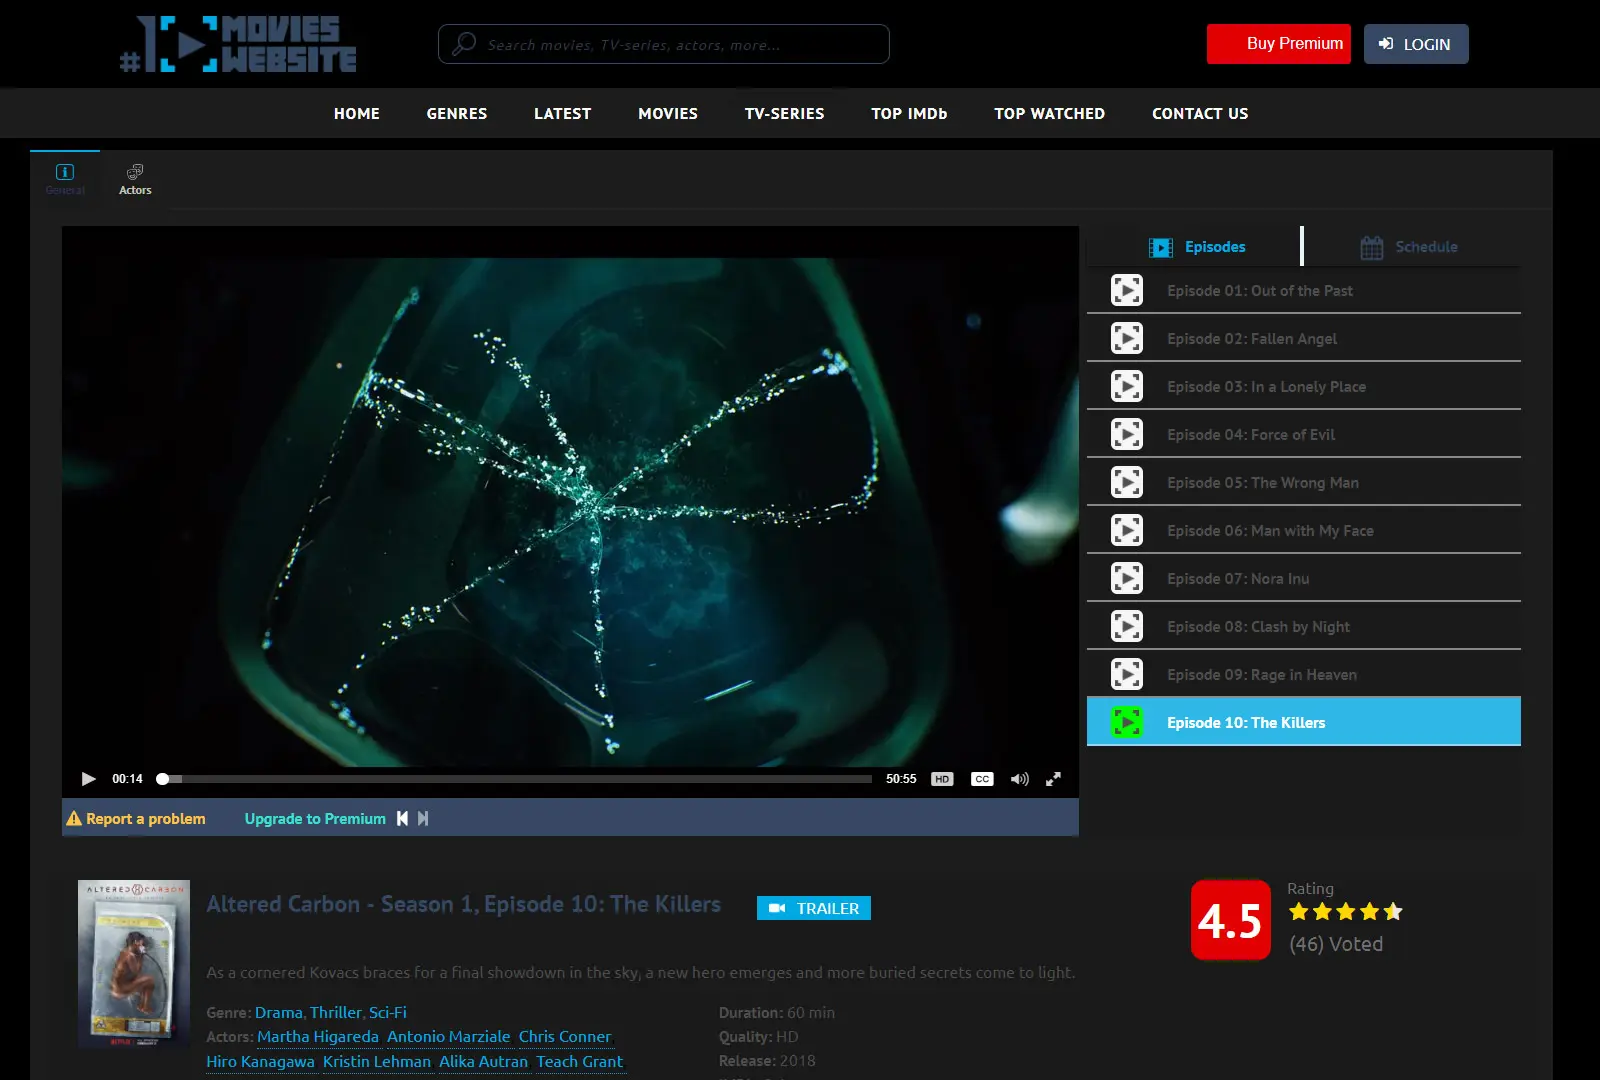 #1 MOVIES WEBSITE
Search movies, TV-series, actors, more...
Buy Premium
LOGIN
HOME GENRES LATEST MOVIES TV-SERIES TOP IMDb TOP WATCHED CONTACT US
General
Actors
Episodes
Schedule
Episode 01: Out of the Past
Episode 02: Fallen Angel
Episode 03: In a Lonely Place
Episode 04: Force of Evil
Episode 05: The Wrong Man
Episode 06: Man with My Face
Episode 07: Nora Inu
Episode 08: Clash by Night
Episode 09: Rage in Heaven
Episode 10: The Killers
00:14
50:55
HD
CC
Report a problem
Upgrade to Premium
ALTERED CARBON
NETFLIX
Altered Carbon - Season 1, Episode 10: The Killers
TRAILER
4.5
Rating
(46) Voted
As a cornered Kovacs braces for a final showdown in the sky, a new hero emerges and more buried secrets come to light.
Genre: Drama, Thriller, Sci-Fi
Actors: Martha Higareda Antonio Marziale Chris Conner
Hiro Kanagawa Kristin Lehman Alika Autran Teach Grant
Duration: 60 min
Quality: HD
Release: 2018